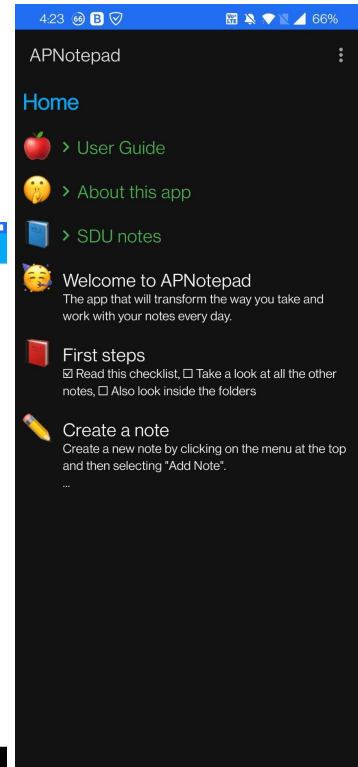 4:23 66 B 66%
APNotepad
Home
> User Guide
> About this app
> SDU notes
Welcome to APNotepad
The app that will transform the way you take and
work with your notes every day.
First steps
☑ Read this checklist, ☐ Take a look at all the other
notes, ☐ Also look inside the folders
Create a note
Create a new note by clicking on the menu at the top
and then selecting "Add Note".
...